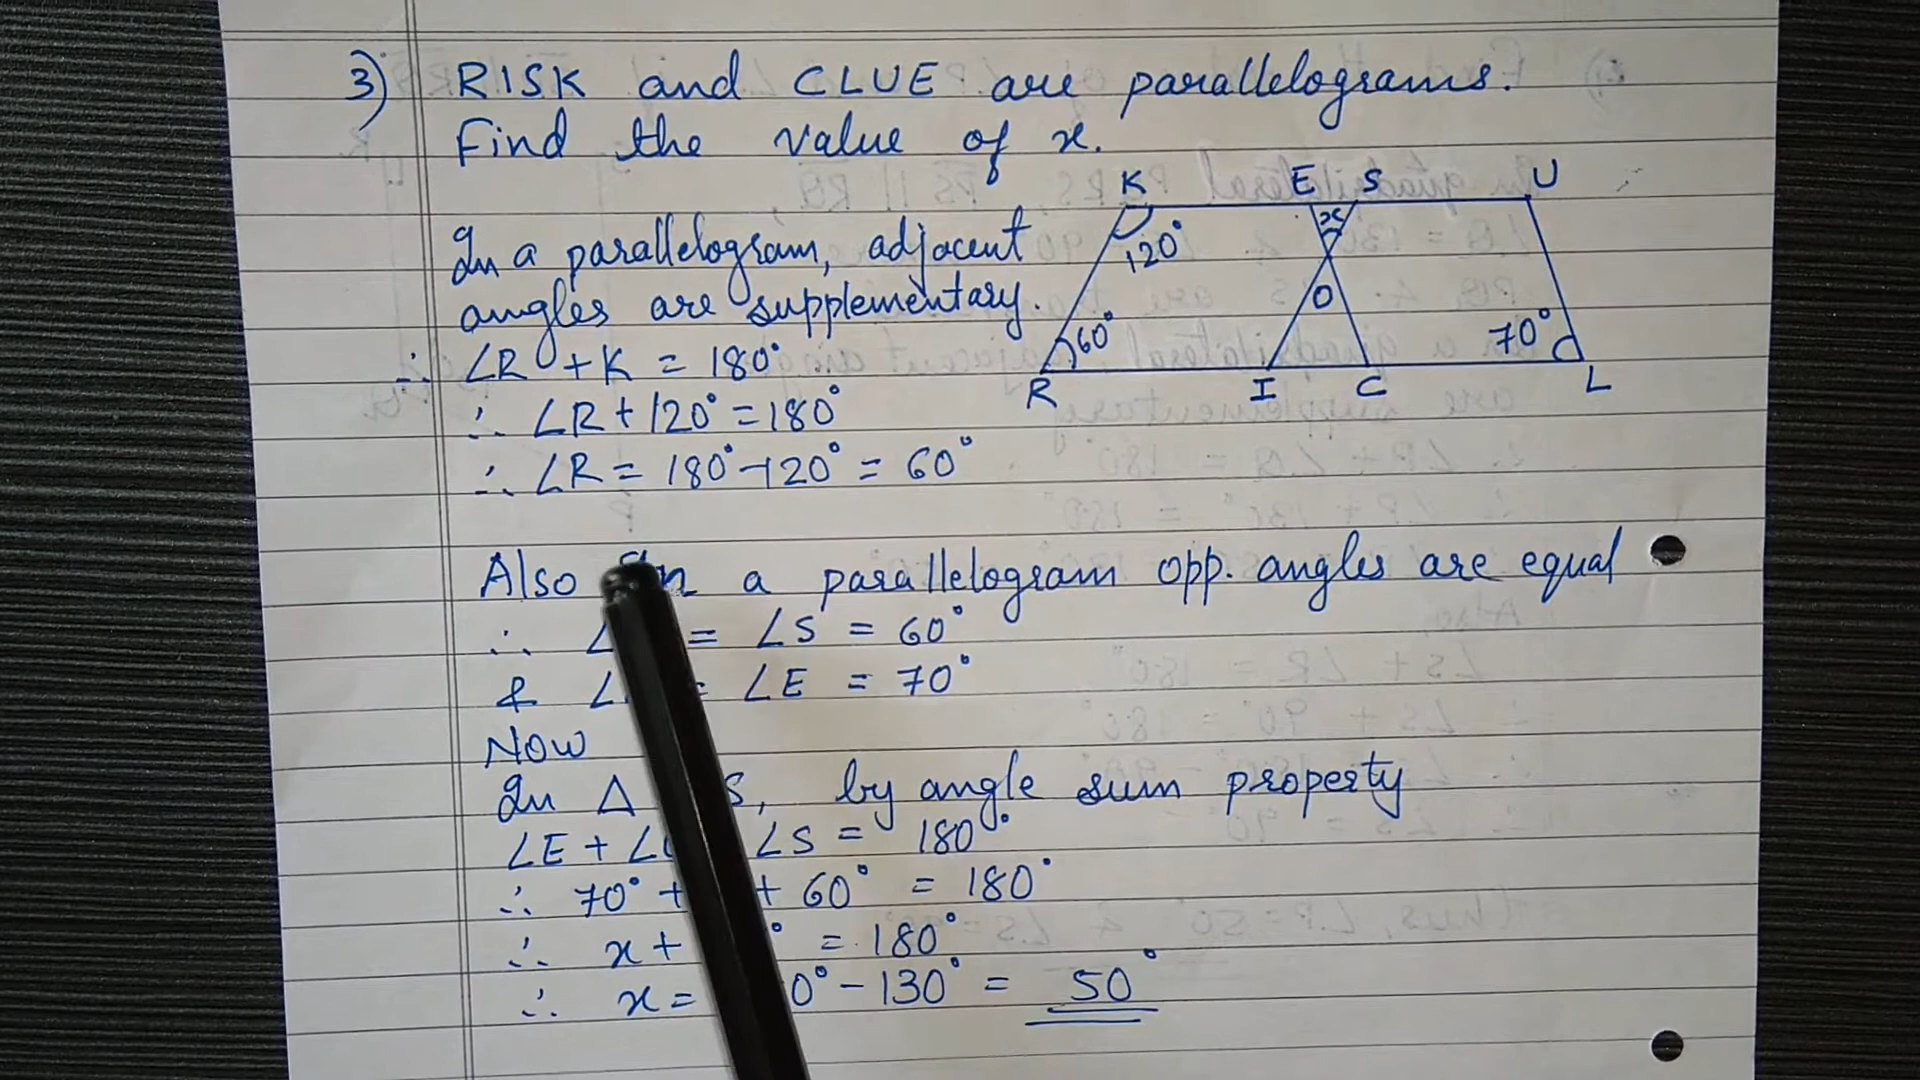 3) RISK and CLUE are parallelograms.
Find the value of x.
K E S U
In a parallelogram, adjacent
angles are supplementary.
120° x
O
60° 70°
R I C L
∴ ∠R + K = 180°
∴ ∠R + 120° = 180°
∴ ∠R = 180° - 120° = 60°
Also a parallelogram opp. angles are equal
∴ ∠ = ∠S = 60°
& ∠ = ∠E = 70°
Now
In △ S, by angle sum property
∠E + ∠ ∠S = 180°
∴ 70° + + 60° = 180°
∴ x + ° = 180°
∴ x = 0° - 130° = 50°